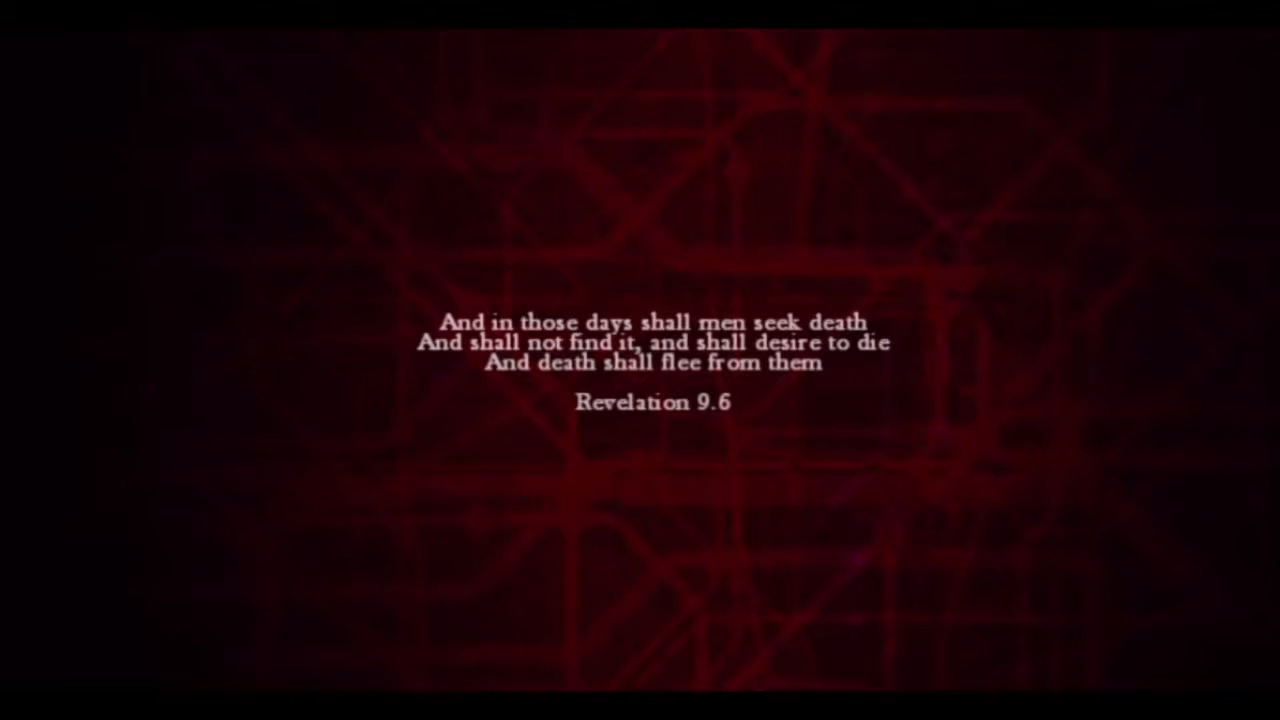 And in those days shall men seek death
And shall not find it, and shall desire to die
And death shall flee from them
Revelation 9.6